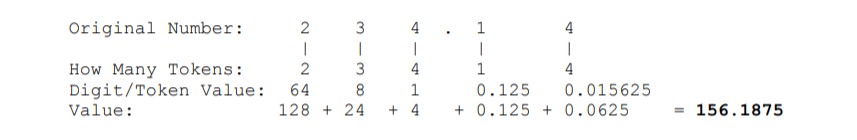 Original Number: 2 3 4 . 1 4
| | | | |
How Many Tokens: 2 3 4 1 4
Digit/Token Value: 64 8 1 0.125 0.015625
Value: 128 + 24 + 4 + 0.125 + 0.0625 = 156.1875